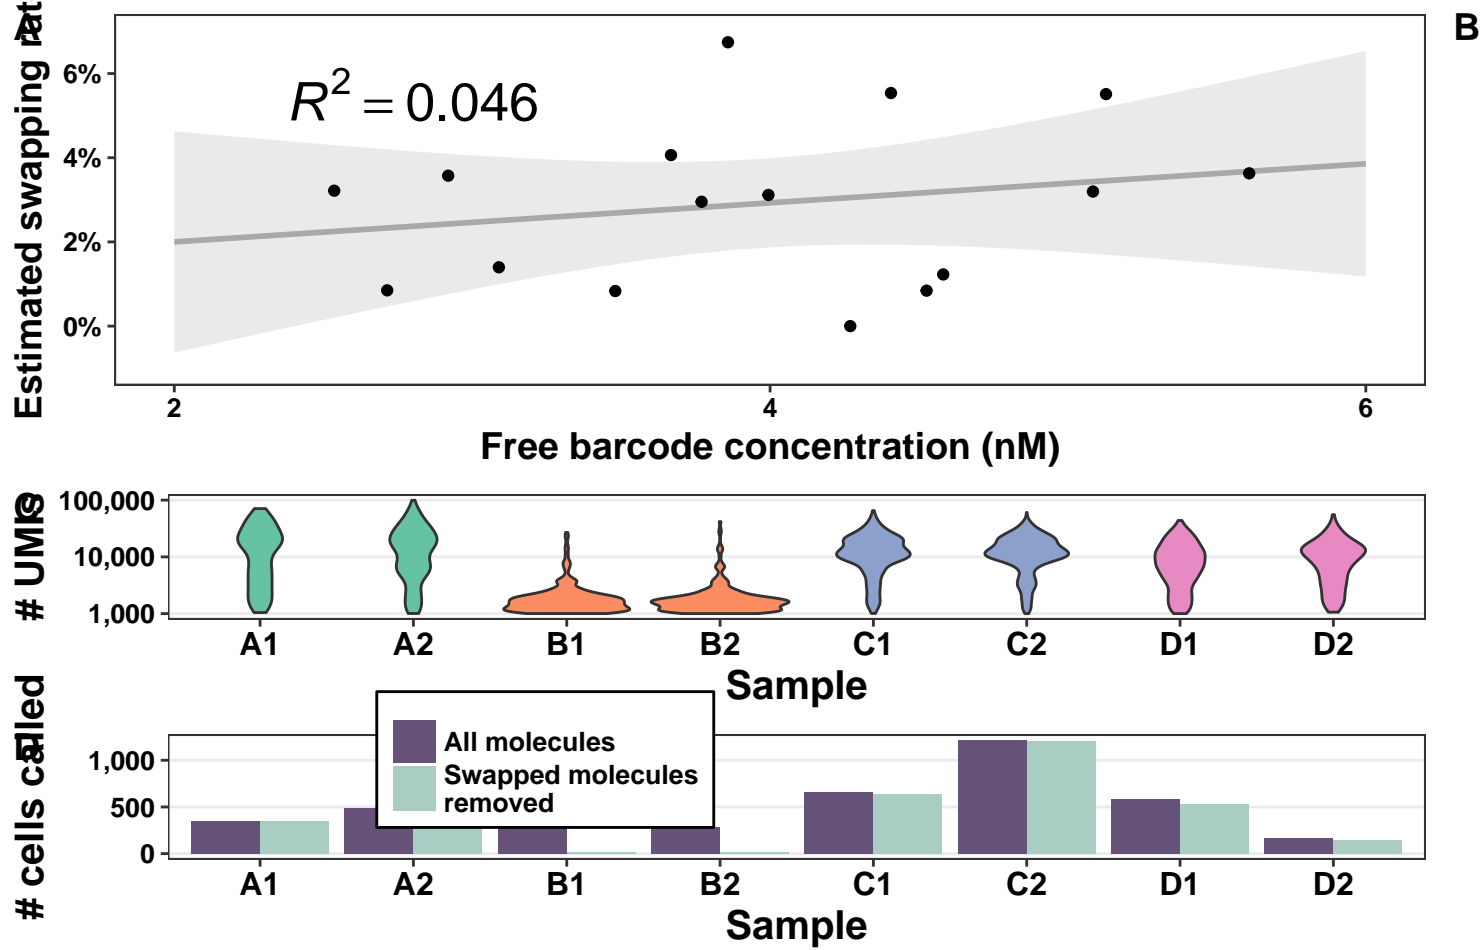 A
B
Estimated swapping rat
6%
4%
2%
0%
R² = 0.046
2
4
6
Free barcode concentration (nM)
# UMIs
100,000
10,000
1,000
A1
A2
B1
B2
C1
C2
D1
D2
Sample
# cells called
1,000
500
0
All molecules
Swapped molecules
removed
A1
A2
B1
B2
C1
C2
D1
D2
Sample